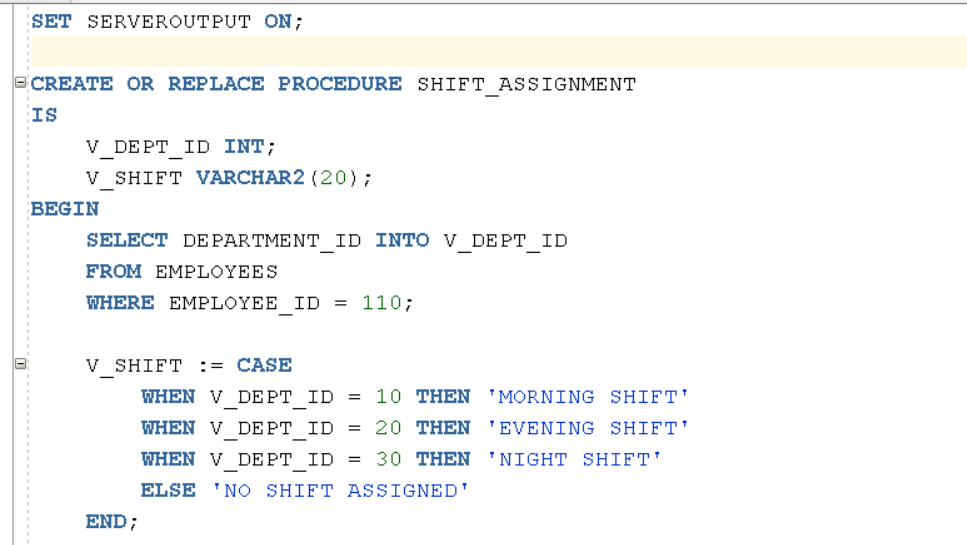 SET SERVEROUTPUT ON;
CREATE OR REPLACE PROCEDURE SHIFT_ASSIGNMENT
IS
    V_DEPT_ID INT;
    V_SHIFT VARCHAR2(20);
BEGIN
    SELECT DEPARTMENT_ID INTO V_DEPT_ID
    FROM EMPLOYEES
    WHERE EMPLOYEE_ID = 110;
    V_SHIFT := CASE
        WHEN V_DEPT_ID = 10 THEN 'MORNING SHIFT'
        WHEN V_DEPT_ID = 20 THEN 'EVENING SHIFT'
        WHEN V_DEPT_ID = 30 THEN 'NIGHT SHIFT'
        ELSE 'NO SHIFT ASSIGNED'
    END;